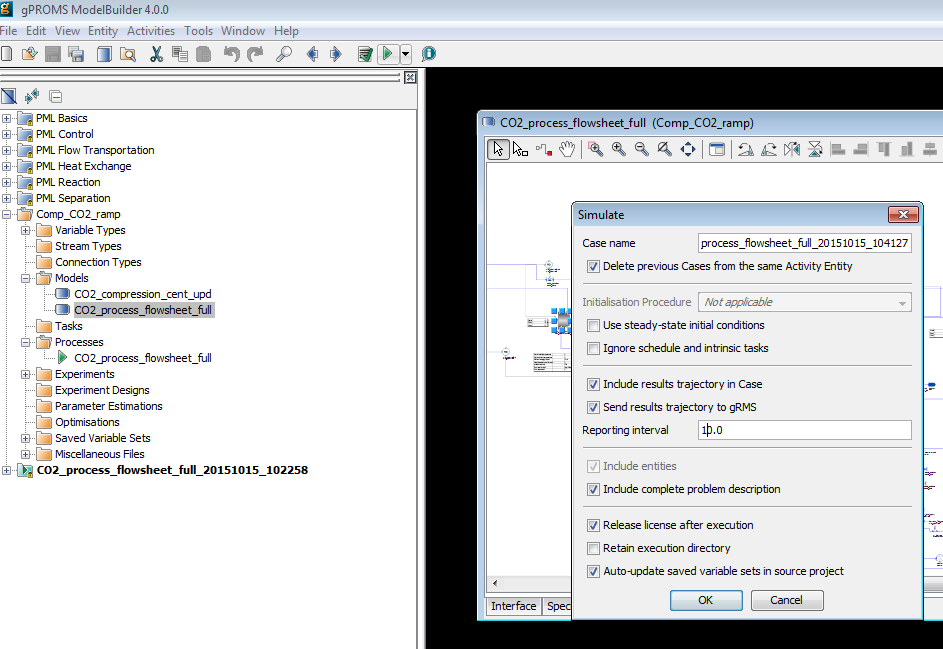 gPROMS ModelBuilder 4.0.0
File Edit View Entity Activities Tools Window Help
PML Basics
PML Control
PML Flow Transportation
PML Heat Exchange
PML Reaction
PML Separation
Comp_CO2_ramp
Variable Types
Stream Types
Connection Types
Models
CO2_compression_cent_upd
CO2_process_flowsheet_full
Tasks
Processes
CO2_process_flowsheet_full
Experiments
Experiment Designs
Parameter Estimations
Optimisations
Saved Variable Sets
Miscellaneous Files
CO2_process_flowsheet_full_20151015_102258
CO2_process_flowsheet_full (Comp_CO2_ramp)
Simulate
Case name process_flowsheet_full_20151015_104127
Delete previous Cases from the same Activity Entity
Initialisation Procedure Not applicable
Use steady-state initial conditions
Ignore schedule and intrinsic tasks
Include results trajectory in Case
Send results trajectory to gRMS
Reporting interval 10.0
Include entities
Include complete problem description
Release license after execution
Retain execution directory
Auto-update saved variable sets in source project
OK Cancel
Interface Spec